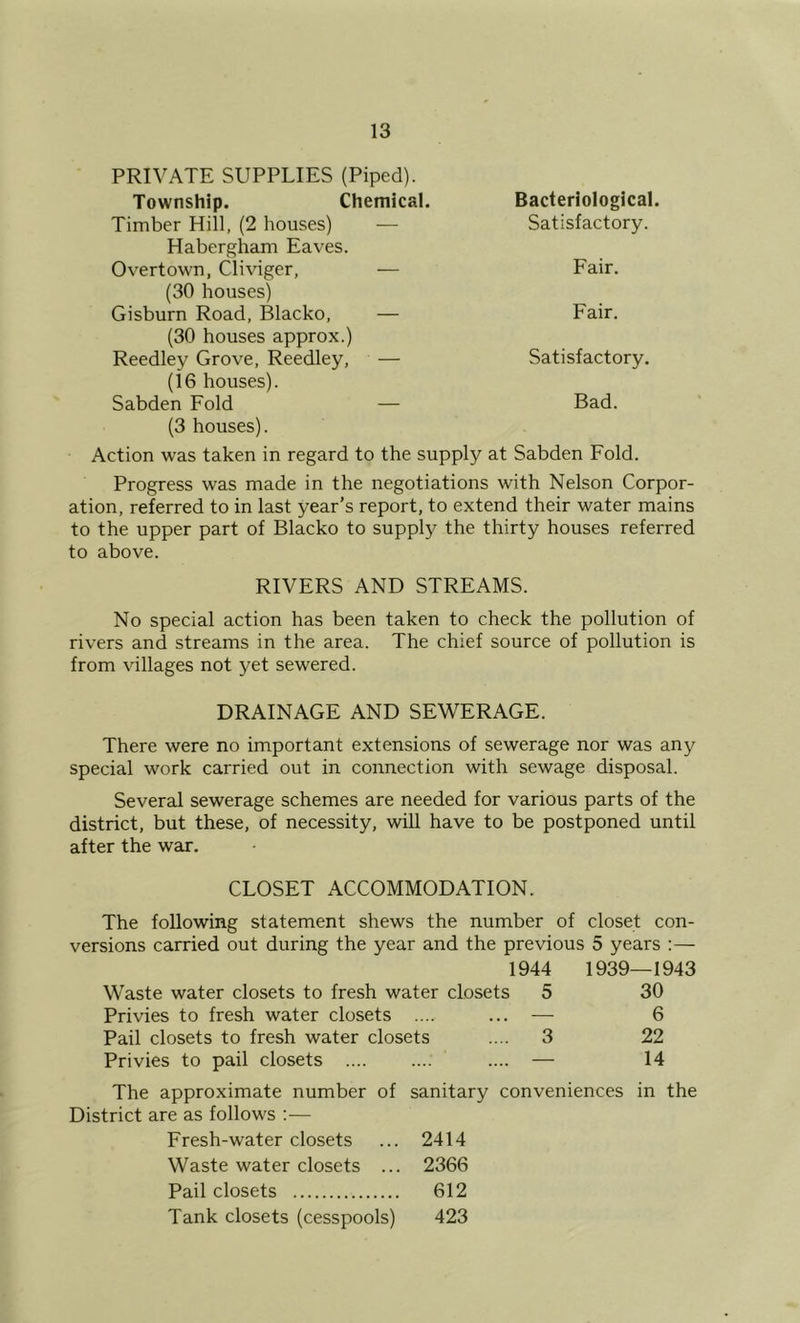 13
PRIVATE SUPPLIES (Piped).
Township. Chemical. Bacteriological.
Timber Hill, (2 houses) — Satisfactory.
Habergham Eaves.
Overtown, Cliviger, — Fair.
(30 houses)
Gisburn Road, Blacko, — Fair.
(30 houses approx.)
Reedley Grove, Reedley, — Satisfactory.
(16 houses).
Sabden Fold — Bad.
(3 houses).
Action was taken in regard to the supply at Sabden Fold.
Progress was made in the negotiations with Nelson Corpor-
ation, referred to in last year's report, to extend their water mains
to the upper part of Blacko to supply the thirty houses referred
to above.
RIVERS AND STREAMS.
No special action has been taken to check the pollution of
rivers and streams in the area. The chief source of pollution is
from villages not yet sewered.
DRAINAGE AND SEWERAGE.
There were no important extensions of sewerage nor was any
special work carried out in connection with sewage disposal.
Several sewerage schemes are needed for various parts of the
district, but these, of necessity, will have to be postponed until
after the war.
CLOSET ACCOMMODATION.
The following statement shews the number of closet con-
versions carried out during the year and the previous 5 years :—
1944 1939—1943
Waste water closets to fresh water closets 5 30
Privies to fresh water closets .... ... — 6
Pail closets to fresh water closets .... 3 22
Privies to pail closets .... .... .... — 14
The approximate number of sanitary conveniences in the
District are as follows :—
Fresh-water closets ... 2414
Waste water closets ... 2366
Pail closets ................ 612
Tank closets (cesspools) 423